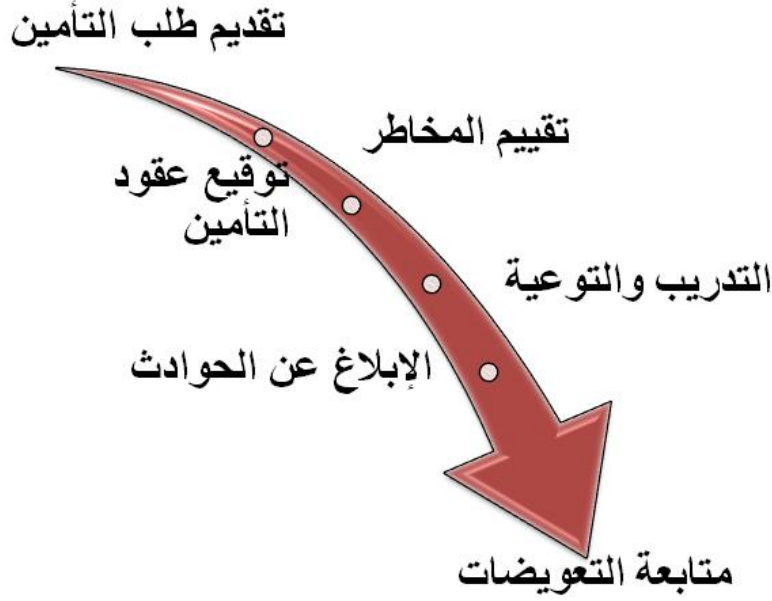 تقديم طلب التأمين
تقييم المخاطر
توقيع عقود
التأمين
التدريب والتوعية
الإبلاغ عن الحوادث
متابعة التعويضات